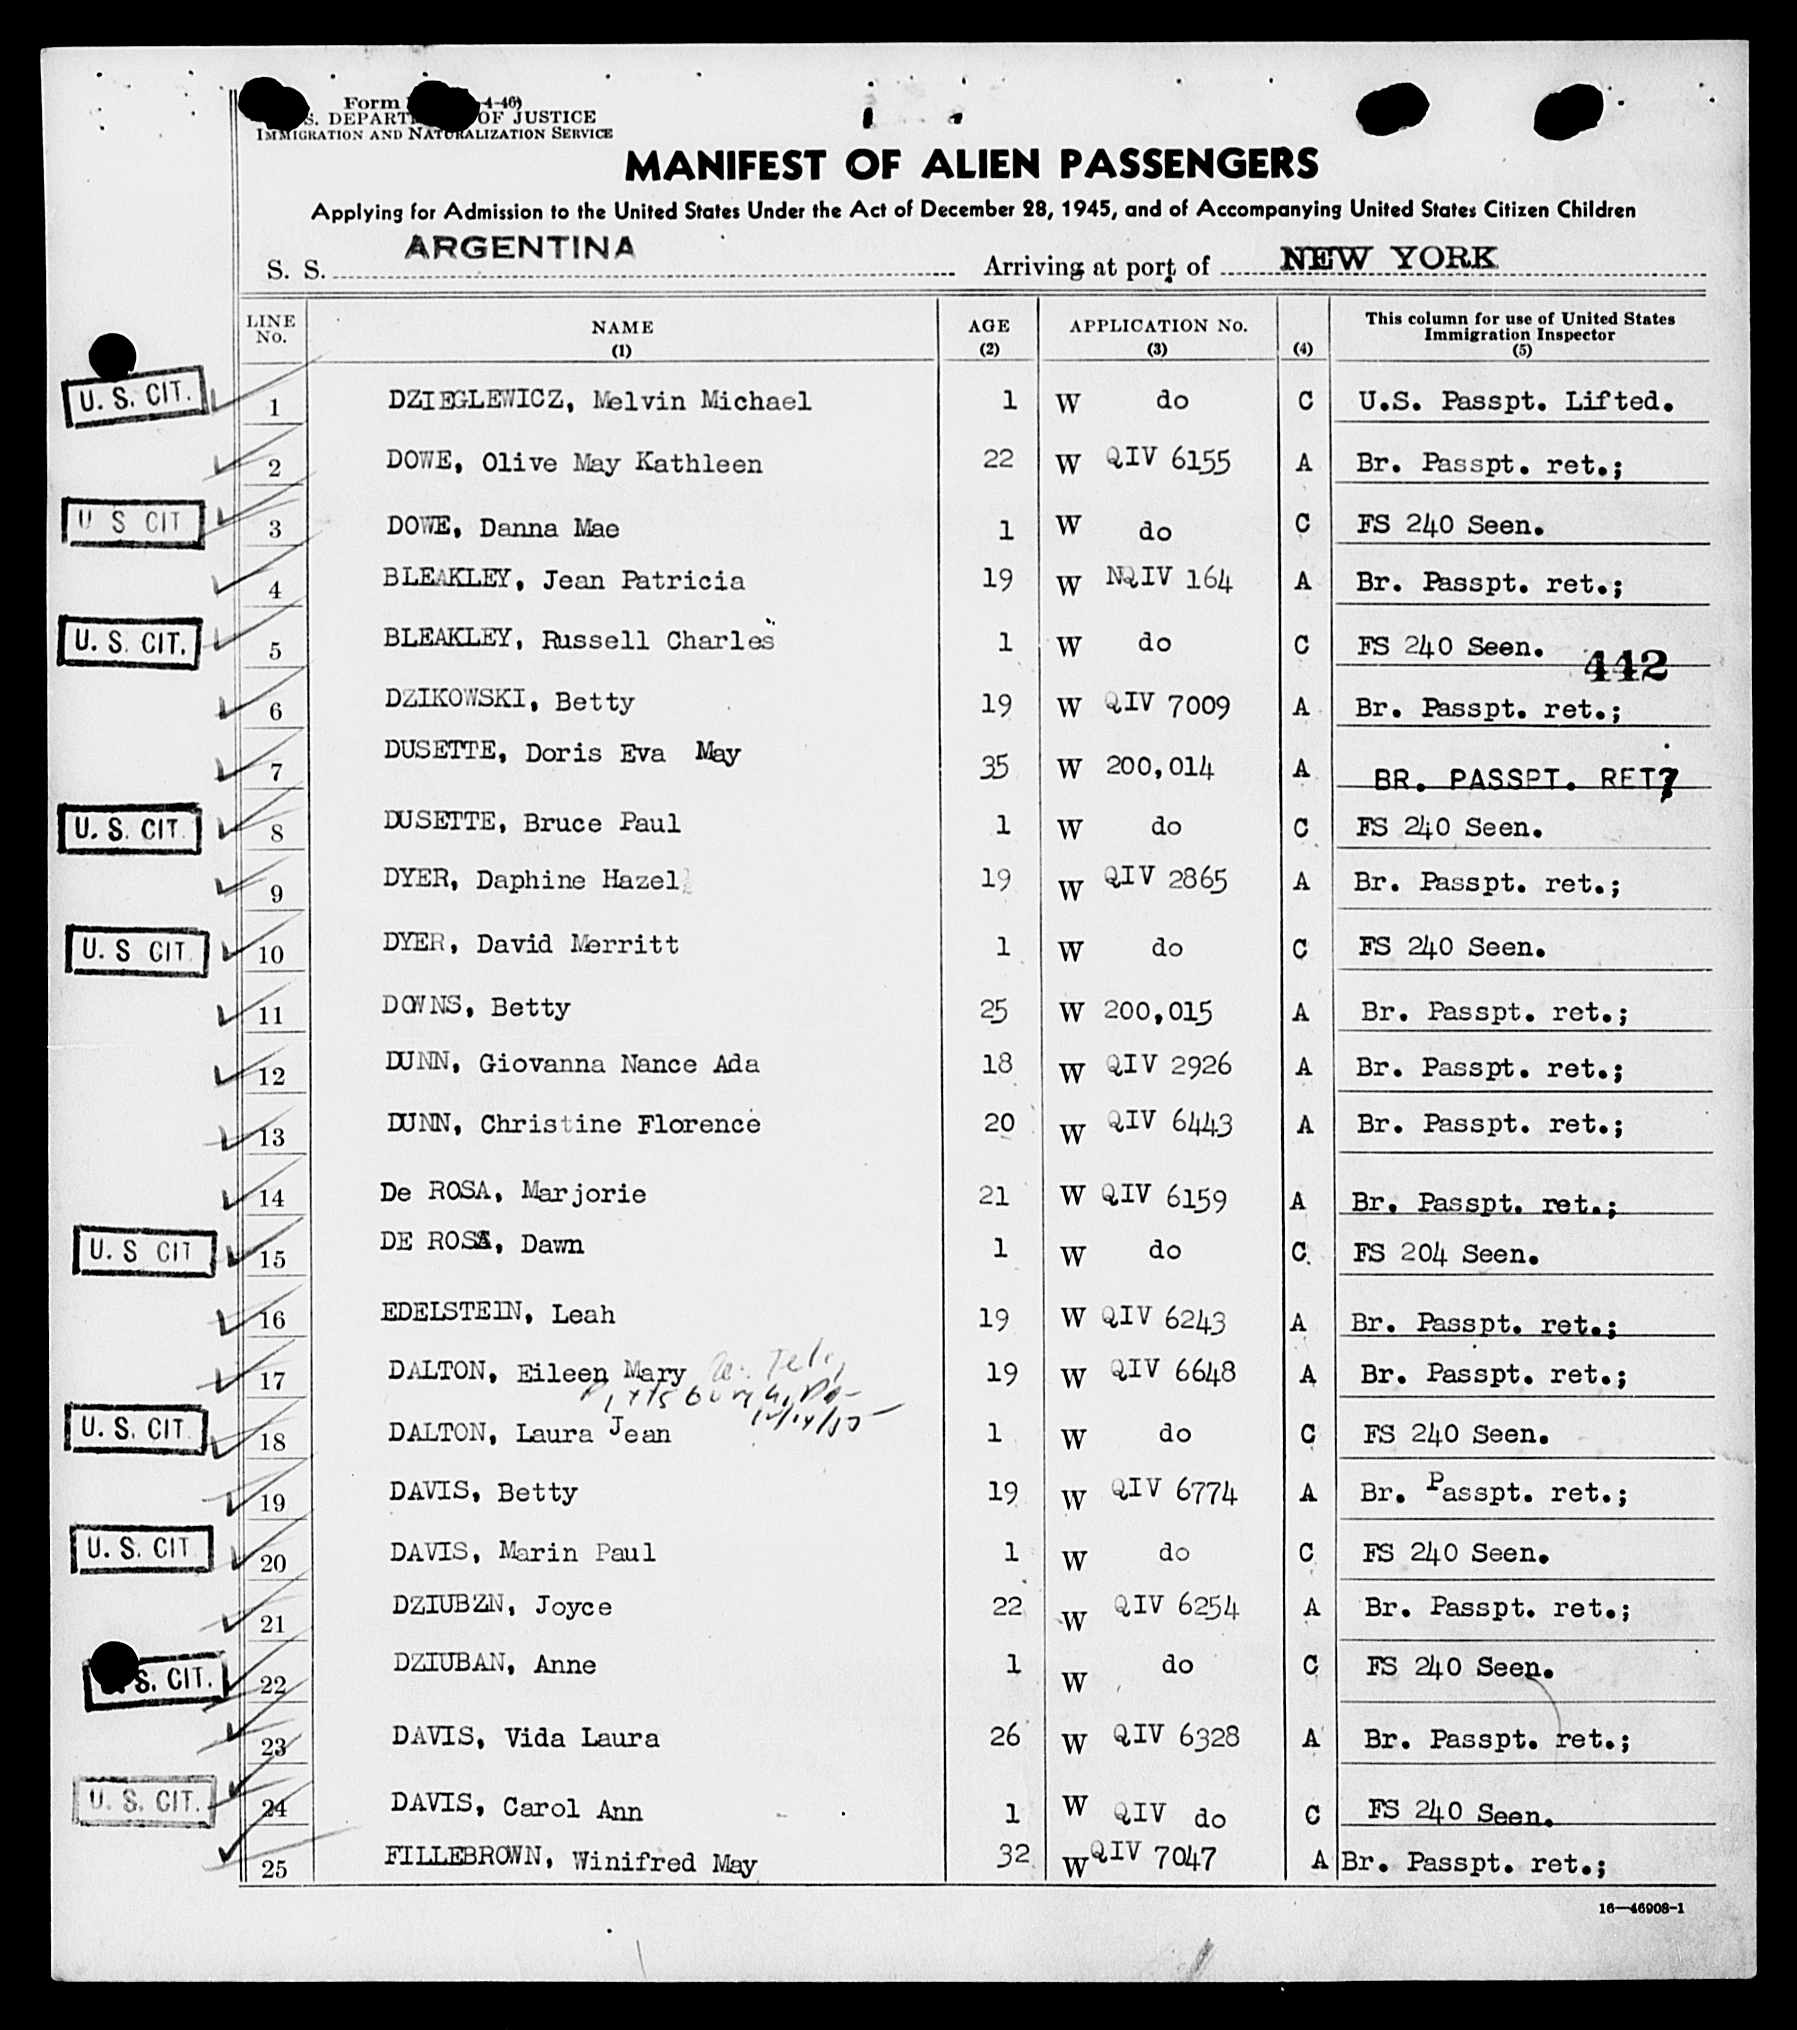 Form -4-46)
S. DEPART OF JUSTICE
IMMIGRATION AND NATURALIZATION SERVICE
MANIFEST OF ALIEN PASSENGERS
Applying for Admission to the United States Under the Act of December 28, 1945, and of Accompanying United States Citizen Children
S. S. ARGENTINA Arriving at port of NEW YORK
LINE No. NAME (1) AGE (2) APPLICATION No. (3) (4) This column for use of United States Immigration Inspector (5)
U. S. CIT. 1 DZIEGLEWICZ, Melvin Michael 1 W do C U.S. Passpt. Lifted.
2 DOWE, Olive May Kathleen 22 W QIV 6155 A Br. Passpt. ret.;
U S CIT 3 DOWE, Danna Mae 1 W do C FS 240 Seen.
4 BLEAKLEY, Jean Patricia 19 W NQIV 164 A Br. Passpt. ret.;
U. S. CIT. 5 BLEAKLEY, Russell Charles 1 W do C FS 240 Seen.
442
6 DZIKOWSKI, Betty 19 W QIV 7009 A Br. Passpt. ret.;
7 DUSETTE, Doris Eva May 35 W 200,014 A BR. PASSPT. RET;
U. S. CIT. 8 DUSETTE, Bruce Paul 1 W do C FS 240 Seen.
9 DYER, Daphine Hazel 19 W QIV 2865 A Br. Passpt. ret.;
U. S CIT. 10 DYER, David Merritt 1 W do C FS 240 Seen.
11 DOWNS, Betty 25 W 200,015 A Br. Passpt. ret.;
12 DUNN, Giovanna Nance Ada 18 W QIV 2926 A Br. Passpt. ret.;
13 DUNN, Christine Florence 20 W QIV 6443 A Br. Passpt. ret.;
14 De ROSA, Marjorie 21 W QIV 6159 A Br. Passpt. ret.;
U. S CIT 15 DE ROSA, Dawn 1 W do C. FS 204 Seen.
16 EDELSTEIN, Leah 19 W QIV 6243 A Br. Passpt. ret.;
17 DALTON, Eileen Mary 19 W QIV 6648 A Br. Passpt. ret.;
Pittsburgh, Pa-
U. S. CIT. 18 DALTON, Laura Jean 1 W do C FS 240 Seen.
19 DAVIS, Betty 19 W QIV 6774 A Br. Passpt. ret.;
U. S. CIT 20 DAVIS, Marin Paul 1 W do C FS 240 Seen.
21 DZIUBZN, Joyce 22 W QIV 6254 A Br. Passpt. ret.;
S. CIT. 22 DZIUBAN, Anne 1 W do C FS 240 Seen.
23 DAVIS, Vida Laura 26 W QIV 6328 A Br. Passpt. ret.;
U. S. CIT. 24 DAVIS, Carol Ann 1 W QIV do C FS 240 Seen.
25 FILLEBROWN, Winifred May 32 W QIV 7047 A Br. Passpt. ret.;
16—46908-1